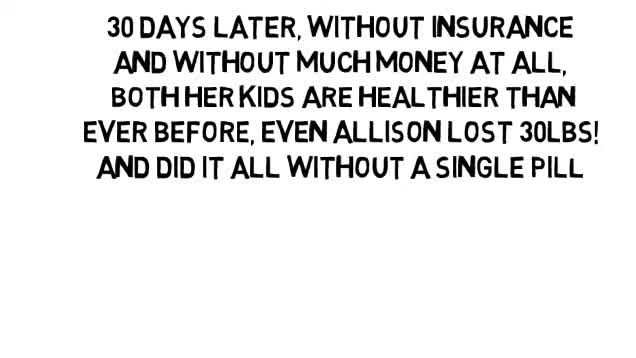 30 DAYS LATER, WITHOUT INSURANCE
AND WITHOUT MUCH MONEY AT ALL,
BOTH HER KIDS ARE HEALTHIER THAN
EVER BEFORE, EVEN ALLISON LOST 30LBS!
AND DID IT ALL WITHOUT A SINGLE PILL